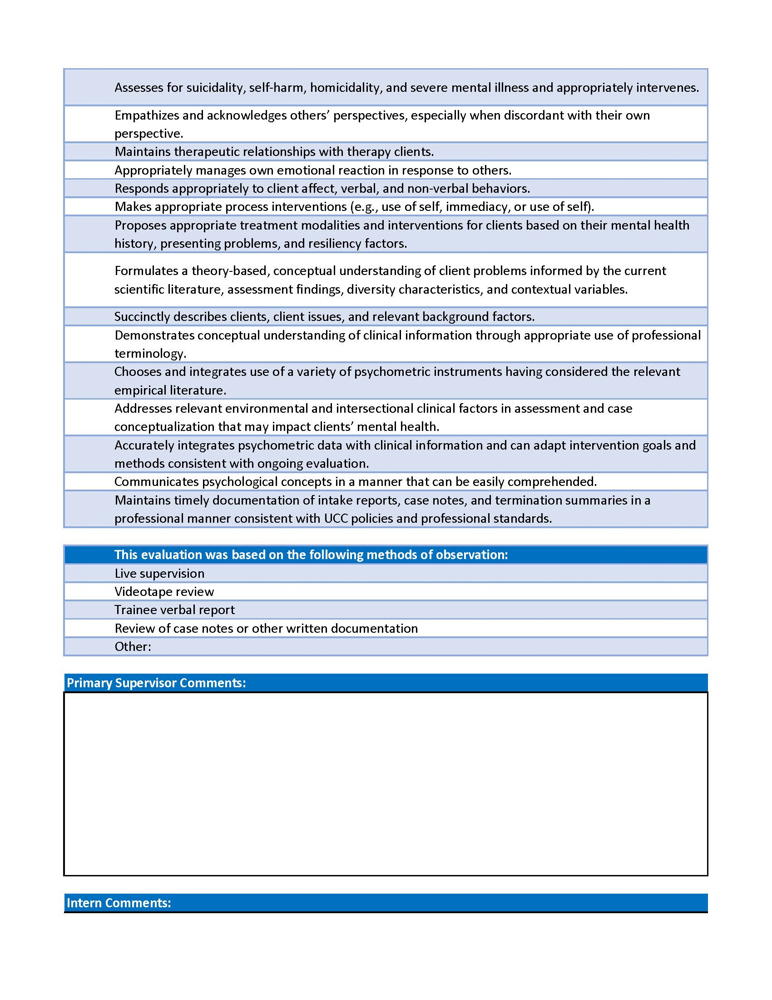 Assesses for suicidality, self-harm, homicidality, and severe mental illness and appropriately intervenes.
Empathizes and acknowledges others’ perspectives, especially when discordant with their own
perspective.
Maintains therapeutic relationships with therapy clients.
Appropriately manages own emotional reaction in response to others.
Responds appropriately to client affect, verbal, and non-verbal behaviors.
Makes appropriate process interventions (e.g., use of self, immediacy, or use of self).
Proposes appropriate treatment modalities and interventions for clients based on their mental health
history, presenting problems, and resiliency factors.
Formulates a theory-based, conceptual understanding of client problems informed by the current
scientific literature, assessment findings, diversity characteristics, and contextual variables.
Succinctly describes clients, client issues, and relevant background factors.
Demonstrates conceptual understanding of clinical information through appropriate use of professional
terminology.
Chooses and integrates use of a variety of psychometric instruments having considered the relevant
empirical literature.
Addresses relevant environmental and intersectional clinical factors in assessment and case
conceptualization that may impact clients’ mental health.
Accurately integrates psychometric data with clinical information and can adapt intervention goals and
methods consistent with ongoing evaluation.
Communicates psychological concepts in a manner that can be easily comprehended.
Maintains timely documentation of intake reports, case notes, and termination summaries in a
professional manner consistent with UCC policies and professional standards.
This evaluation was based on the following methods of observation:
Live supervision
Videotape review
Trainee verbal report
Review of case notes or other written documentation
Other:
Primary Supervisor Comments:
Intern Comments: